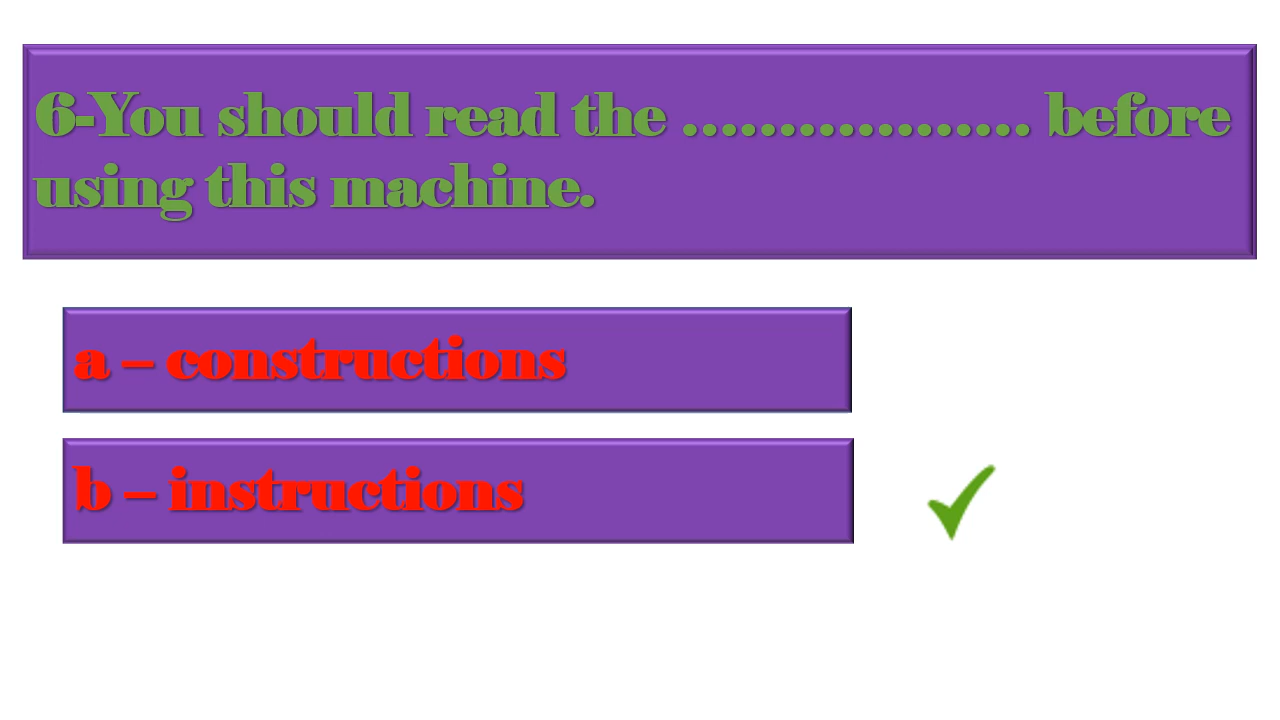 6-You should read the .................. before
using this machine.
a – constructions
b – instructions